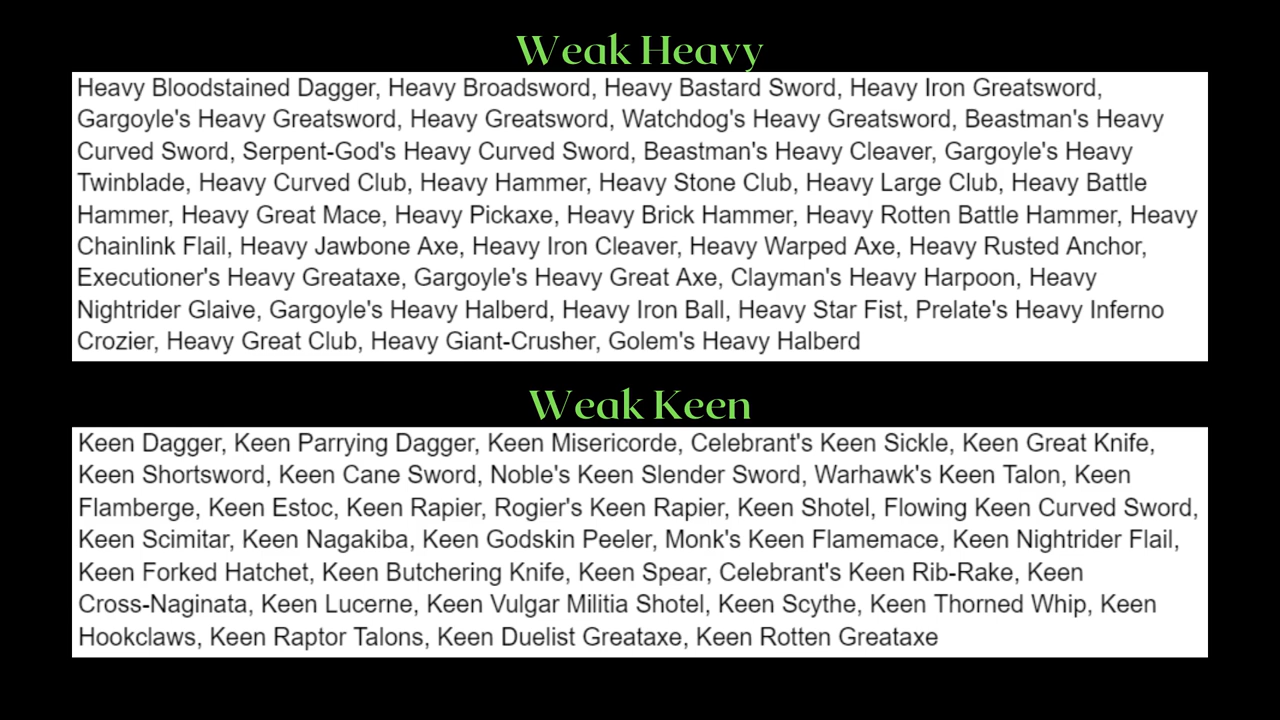 Weak Heavy
Heavy Bloodstained Dagger, Heavy Broadsword, Heavy Bastard Sword, Heavy Iron Greatsword,
Gargoyle's Heavy Greatsword, Heavy Greatsword, Watchdog's Heavy Greatsword, Beastman's Heavy
Curved Sword, Serpent-God's Heavy Curved Sword, Beastman's Heavy Cleaver, Gargoyle's Heavy
Twinblade, Heavy Curved Club, Heavy Hammer, Heavy Stone Club, Heavy Large Club, Heavy Battle
Hammer, Heavy Great Mace, Heavy Pickaxe, Heavy Brick Hammer, Heavy Rotten Battle Hammer, Heavy
Chainlink Flail, Heavy Jawbone Axe, Heavy Iron Cleaver, Heavy Warped Axe, Heavy Rusted Anchor,
Executioner's Heavy Greataxe, Gargoyle's Heavy Great Axe, Clayman's Heavy Harpoon, Heavy
Nightrider Glaive, Gargoyle's Heavy Halberd, Heavy Iron Ball, Heavy Star Fist, Prelate's Heavy Inferno
Crozier, Heavy Great Club, Heavy Giant-Crusher, Golem's Heavy Halberd
Weak Keen
Keen Dagger, Keen Parrying Dagger, Keen Misericorde, Celebrant's Keen Sickle, Keen Great Knife,
Keen Shortsword, Keen Cane Sword, Noble's Keen Slender Sword, Warhawk's Keen Talon, Keen
Flamberge, Keen Estoc, Keen Rapier, Rogier's Keen Rapier, Keen Shotel, Flowing Keen Curved Sword,
Keen Scimitar, Keen Nagakiba, Keen Godskin Peeler, Monk's Keen Flamemace, Keen Nightrider Flail,
Keen Forked Hatchet, Keen Butchering Knife, Keen Spear, Celebrant's Keen Rib-Rake, Keen
Cross-Naginata, Keen Lucerne, Keen Vulgar Militia Shotel, Keen Scythe, Keen Thorned Whip, Keen
Hookclaws, Keen Raptor Talons, Keen Duelist Greataxe, Keen Rotten Greataxe